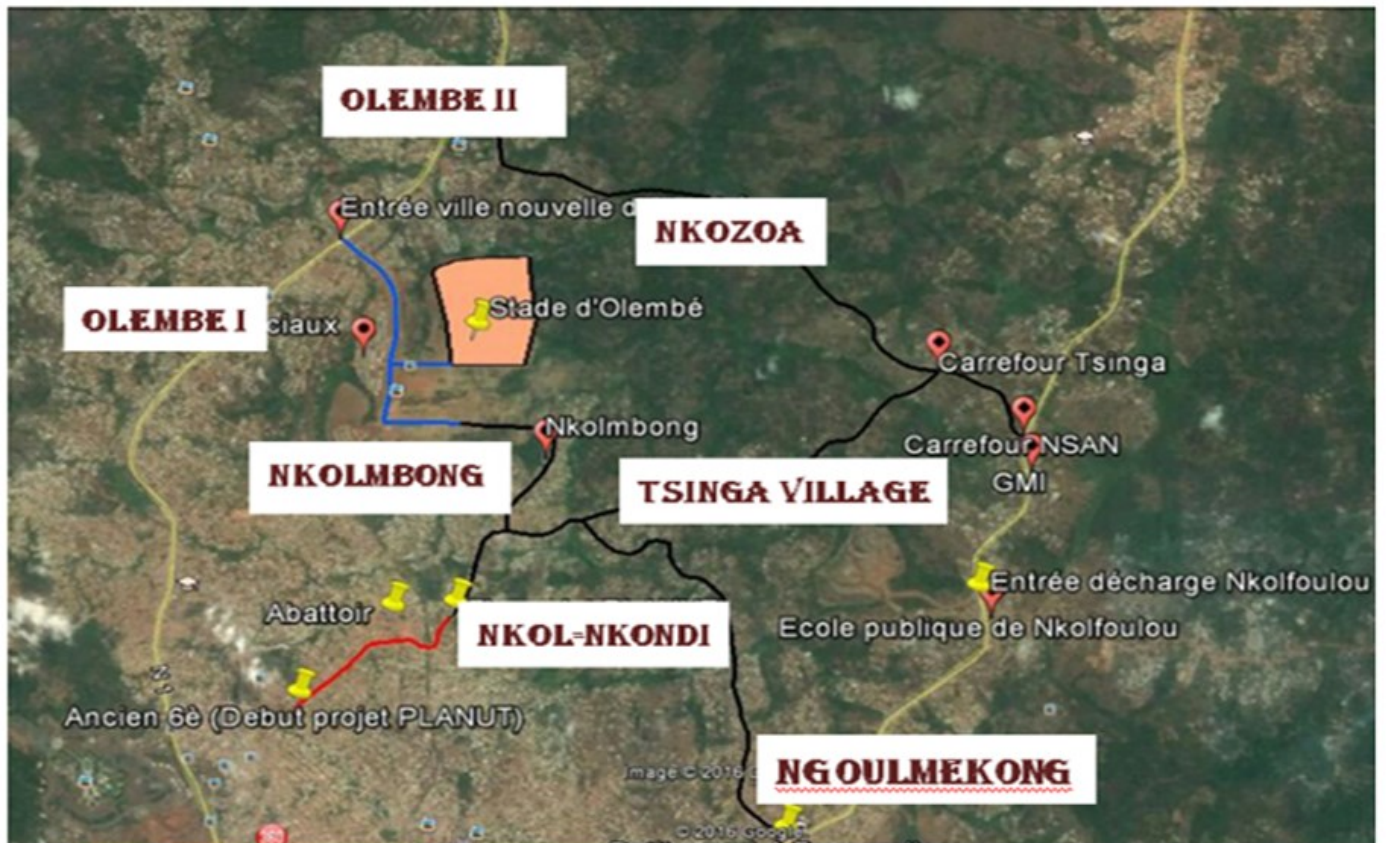 OLEMBE II
Entrée ville nouvelle d
NKOZOA
Stade d'Olembé
OLEMBE I
ciaux
Carrefour Tsinga
Nkolmbong
Carrefour NSAN
NKOLMBONG
TSINGA VILLAGE
GMI
Entrée décharge Nkolfoulou
Abattoir
NKOL=NKONDI
Ecole publique de Nkolfoulou
Ancien 6è (Debut projet PLANUT)
NGOULMEKONG
Image © 2016
© 2016 Google